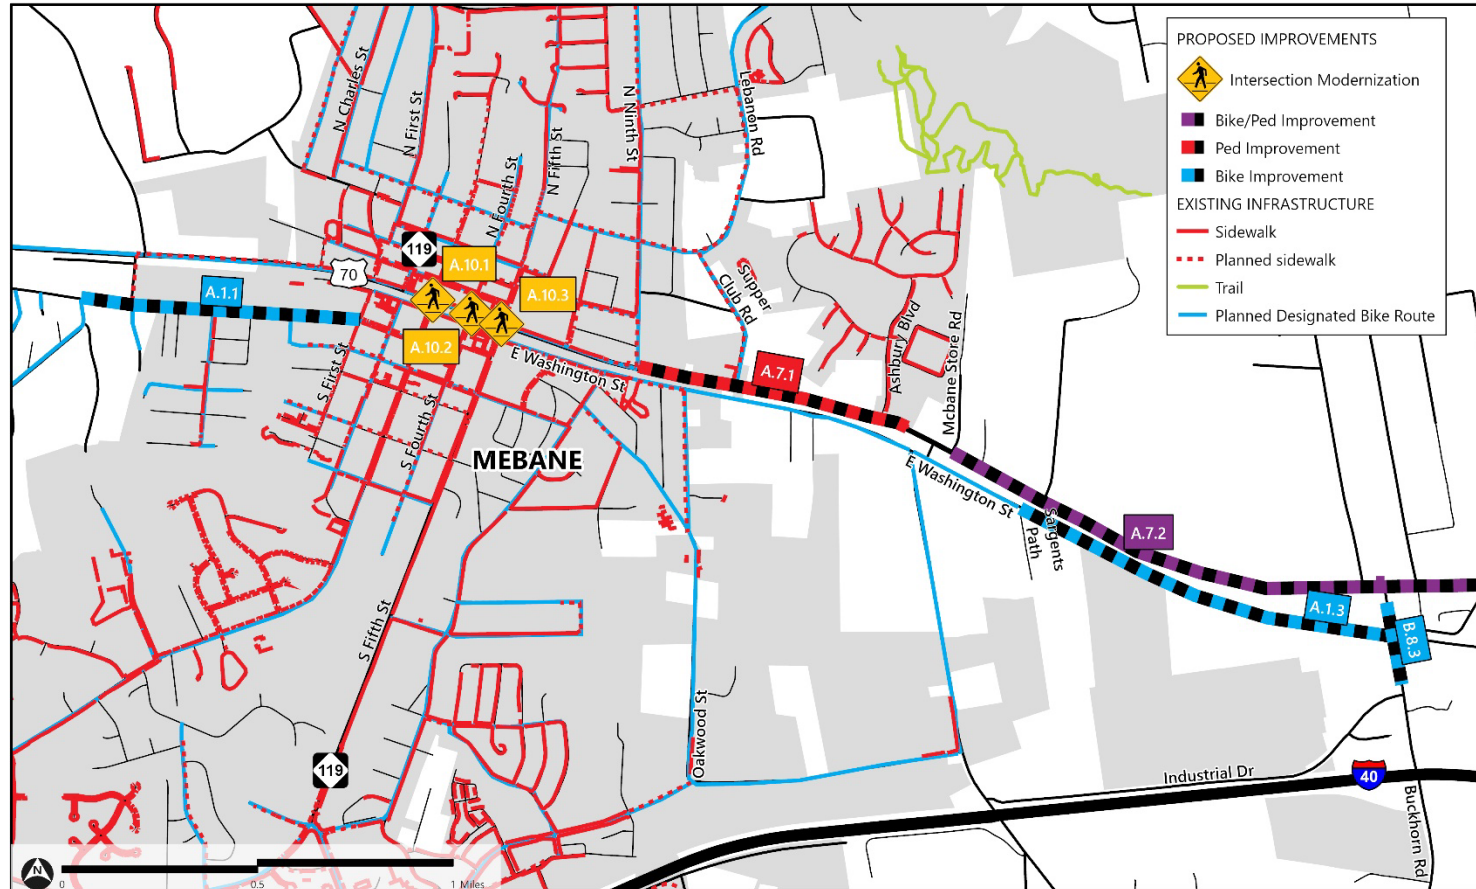 PROPOSED IMPROVEMENTS
Intersection Modernization
Bike/Ped Improvement
Ped Improvement
Bike Improvement
EXISTING INFRASTRUCTURE
Sidewalk
Planned sidewalk
Trail
Planned Designated Bike Route
N Charles St
N First St
N Fourth St
N Fifth St
N Ninth St
Lebanon Rd
119
70
A.10.1
A.10.3
A.10.2
A.1.1
Supper
Club Rd
Ashbury Blvd
Mcbane Store Rd
E Washington St
A.7.1
S First St
S Fourth St
MEBANE
E Washington St
Sargents
Path
A.7.2
A.1.3
B.8.3
S Fifth St
Oakwood St
119
Industrial Dr
40
Buckhorn Rd
N
0
0.5
1 Miles